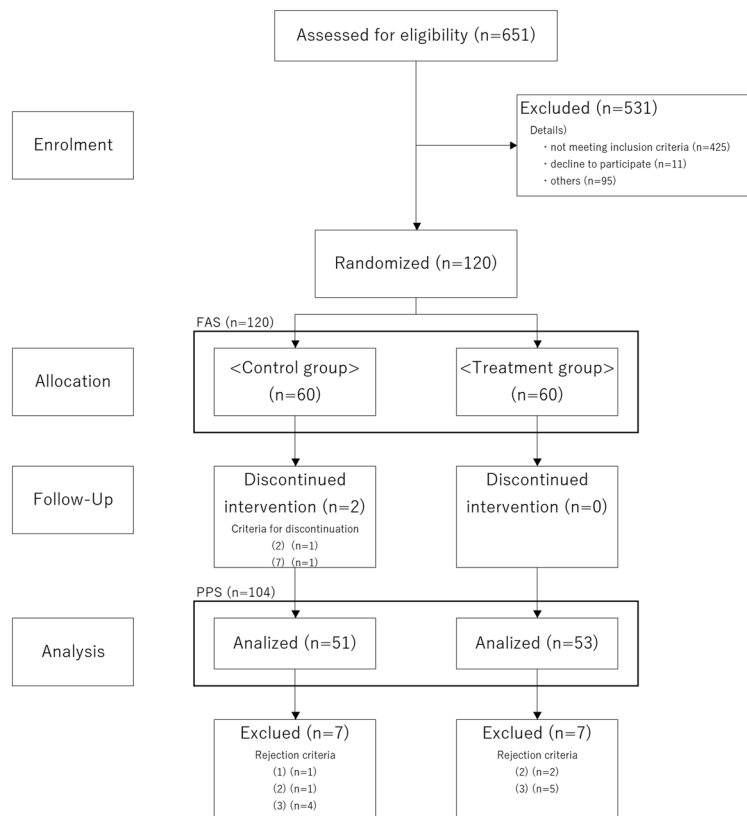 Assessed for eligibility (n=651)
Enrolment
Excluded (n=531)
Details)
・not meeting inclusion criteria (n=425)
・decline to participate (n=11)
・others (n=95)
Randomized (n=120)
FAS (n=120)
Allocation
<Control group>
(n=60)
<Treatment group>
(n=60)
Follow-Up
Discontinued
intervention (n=2)
Criteria for discontinuation
(2) (n=1)
(7) (n=1)
Discontinued
intervention (n=0)
PPS (n=104)
Analysis
Analized (n=51)
Analized (n=53)
Exclued (n=7)
Rejection criteria
(1) (n=1)
(2) (n=1)
(3) (n=4)
Exclued (n=7)
Rejection criteria
(2) (n=2)
(3) (n=5)